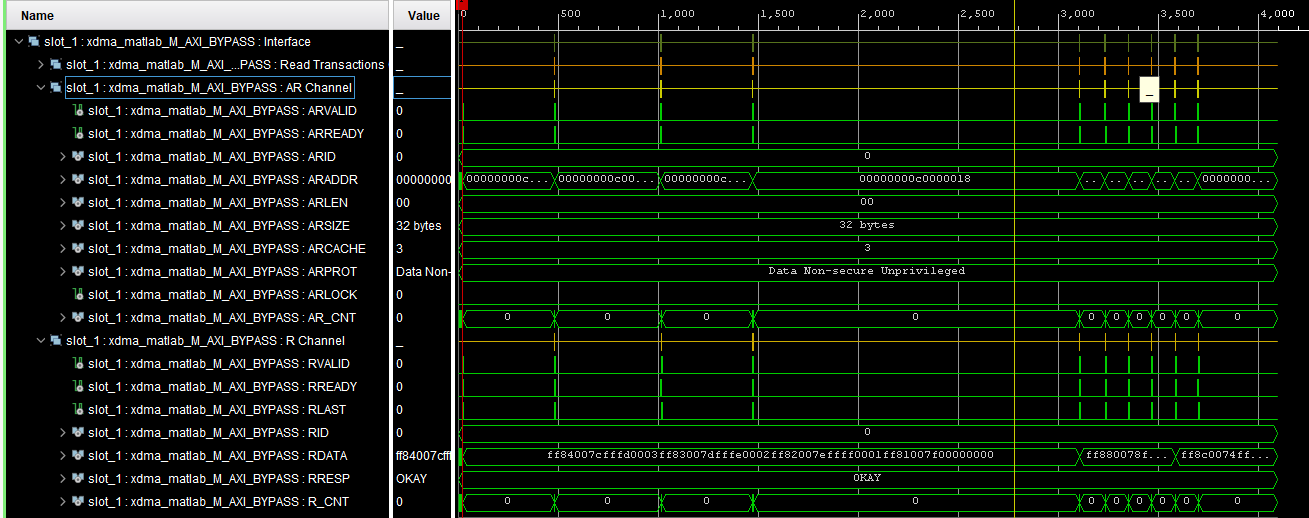 Name Value 0 500 1,000 1,500 2,000 2,500 3,000 3,500 4,000
slot_1 : xdma_matlab_M_AXI_BYPASS : Interface _
slot_1 : xdma_matlab_M_AXI_...PASS : Read Transactions _
slot_1 : xdma_matlab_M_AXI_BYPASS : AR Channel _ _
slot_1 : xdma_matlab_M_AXI_BYPASS : ARVALID 0
slot_1 : xdma_matlab_M_AXI_BYPASS : ARREADY 0
slot_1 : xdma_matlab_M_AXI_BYPASS : ARID 0 0
slot_1 : xdma_matlab_M_AXI_BYPASS : ARADDR 00000000 00000000c... 00000000c00... 00000000c... 00000000c0000018 .. .. .. .. .. 0000000...
slot_1 : xdma_matlab_M_AXI_BYPASS : ARLEN 00 00
slot_1 : xdma_matlab_M_AXI_BYPASS : ARSIZE 32 bytes 32 bytes
slot_1 : xdma_matlab_M_AXI_BYPASS : ARCACHE 3 3
slot_1 : xdma_matlab_M_AXI_BYPASS : ARPROT Data Non- Data Non-secure Unprivileged
slot_1 : xdma_matlab_M_AXI_BYPASS : ARLOCK 0
slot_1 : xdma_matlab_M_AXI_BYPASS : AR_CNT 0 0 0 0 0 0 0 0 0 0 0
slot_1 : xdma_matlab_M_AXI_BYPASS : R Channel _
slot_1 : xdma_matlab_M_AXI_BYPASS : RVALID 0
slot_1 : xdma_matlab_M_AXI_BYPASS : RREADY 0
slot_1 : xdma_matlab_M_AXI_BYPASS : RLAST 0
slot_1 : xdma_matlab_M_AXI_BYPASS : RID 0 0
slot_1 : xdma_matlab_M_AXI_BYPASS : RDATA ff84007cfff ff84007cfffd0003ff83007dfffe0002ff82007effff0001ff81007f00000000 ff880078f... ff8c0074ff...
slot_1 : xdma_matlab_M_AXI_BYPASS : RRESP OKAY OKAY
slot_1 : xdma_matlab_M_AXI_BYPASS : R_CNT 0 0 0 0 0 0 0 0 0 0 0